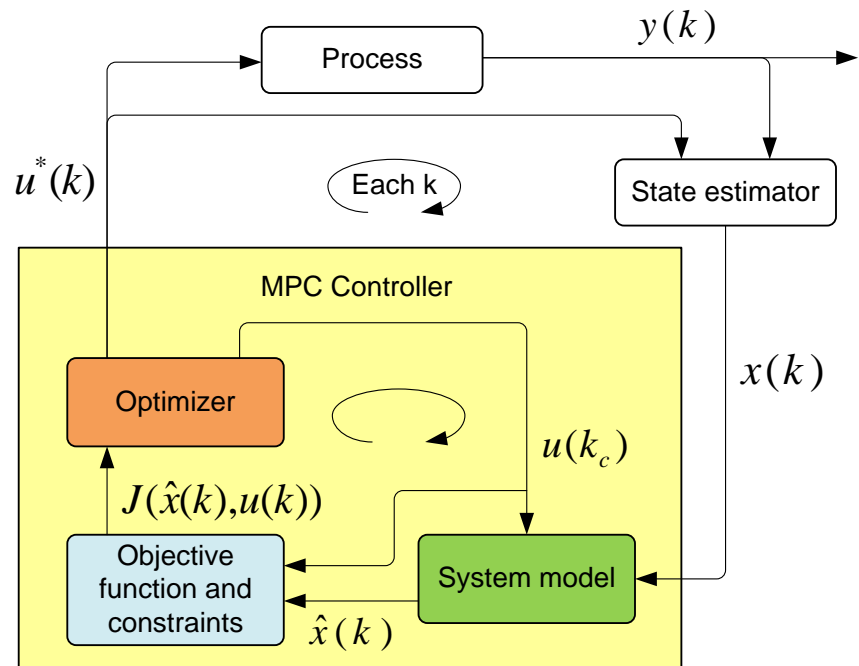 y(k)
Process
u*(k)
Each k
State estimator
MPC Controller
x(k)
Optimizer
u(k_c)
J(x̂(k),u(k))
Objective
function and
constraints
System model
x̂(k)